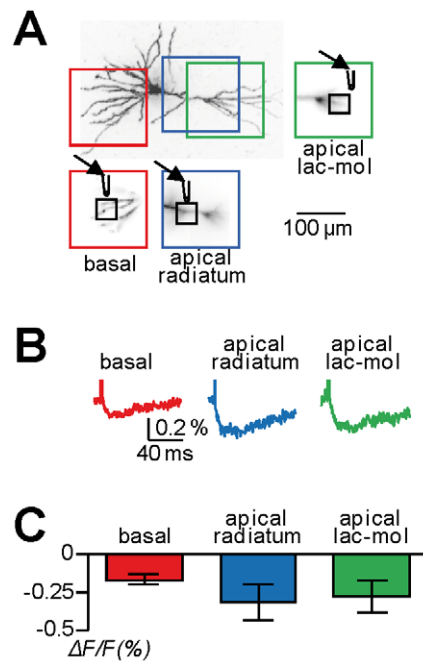 A
apical
lac-mol
basal
apical
radiatum
100 µm
B
basal
apical
radiatum
apical
lac-mol
0.2 %
40 ms
C
basal
apical
radiatum
apical
lac-mol
0
-0.25
-0.5
ΔF/F(%)